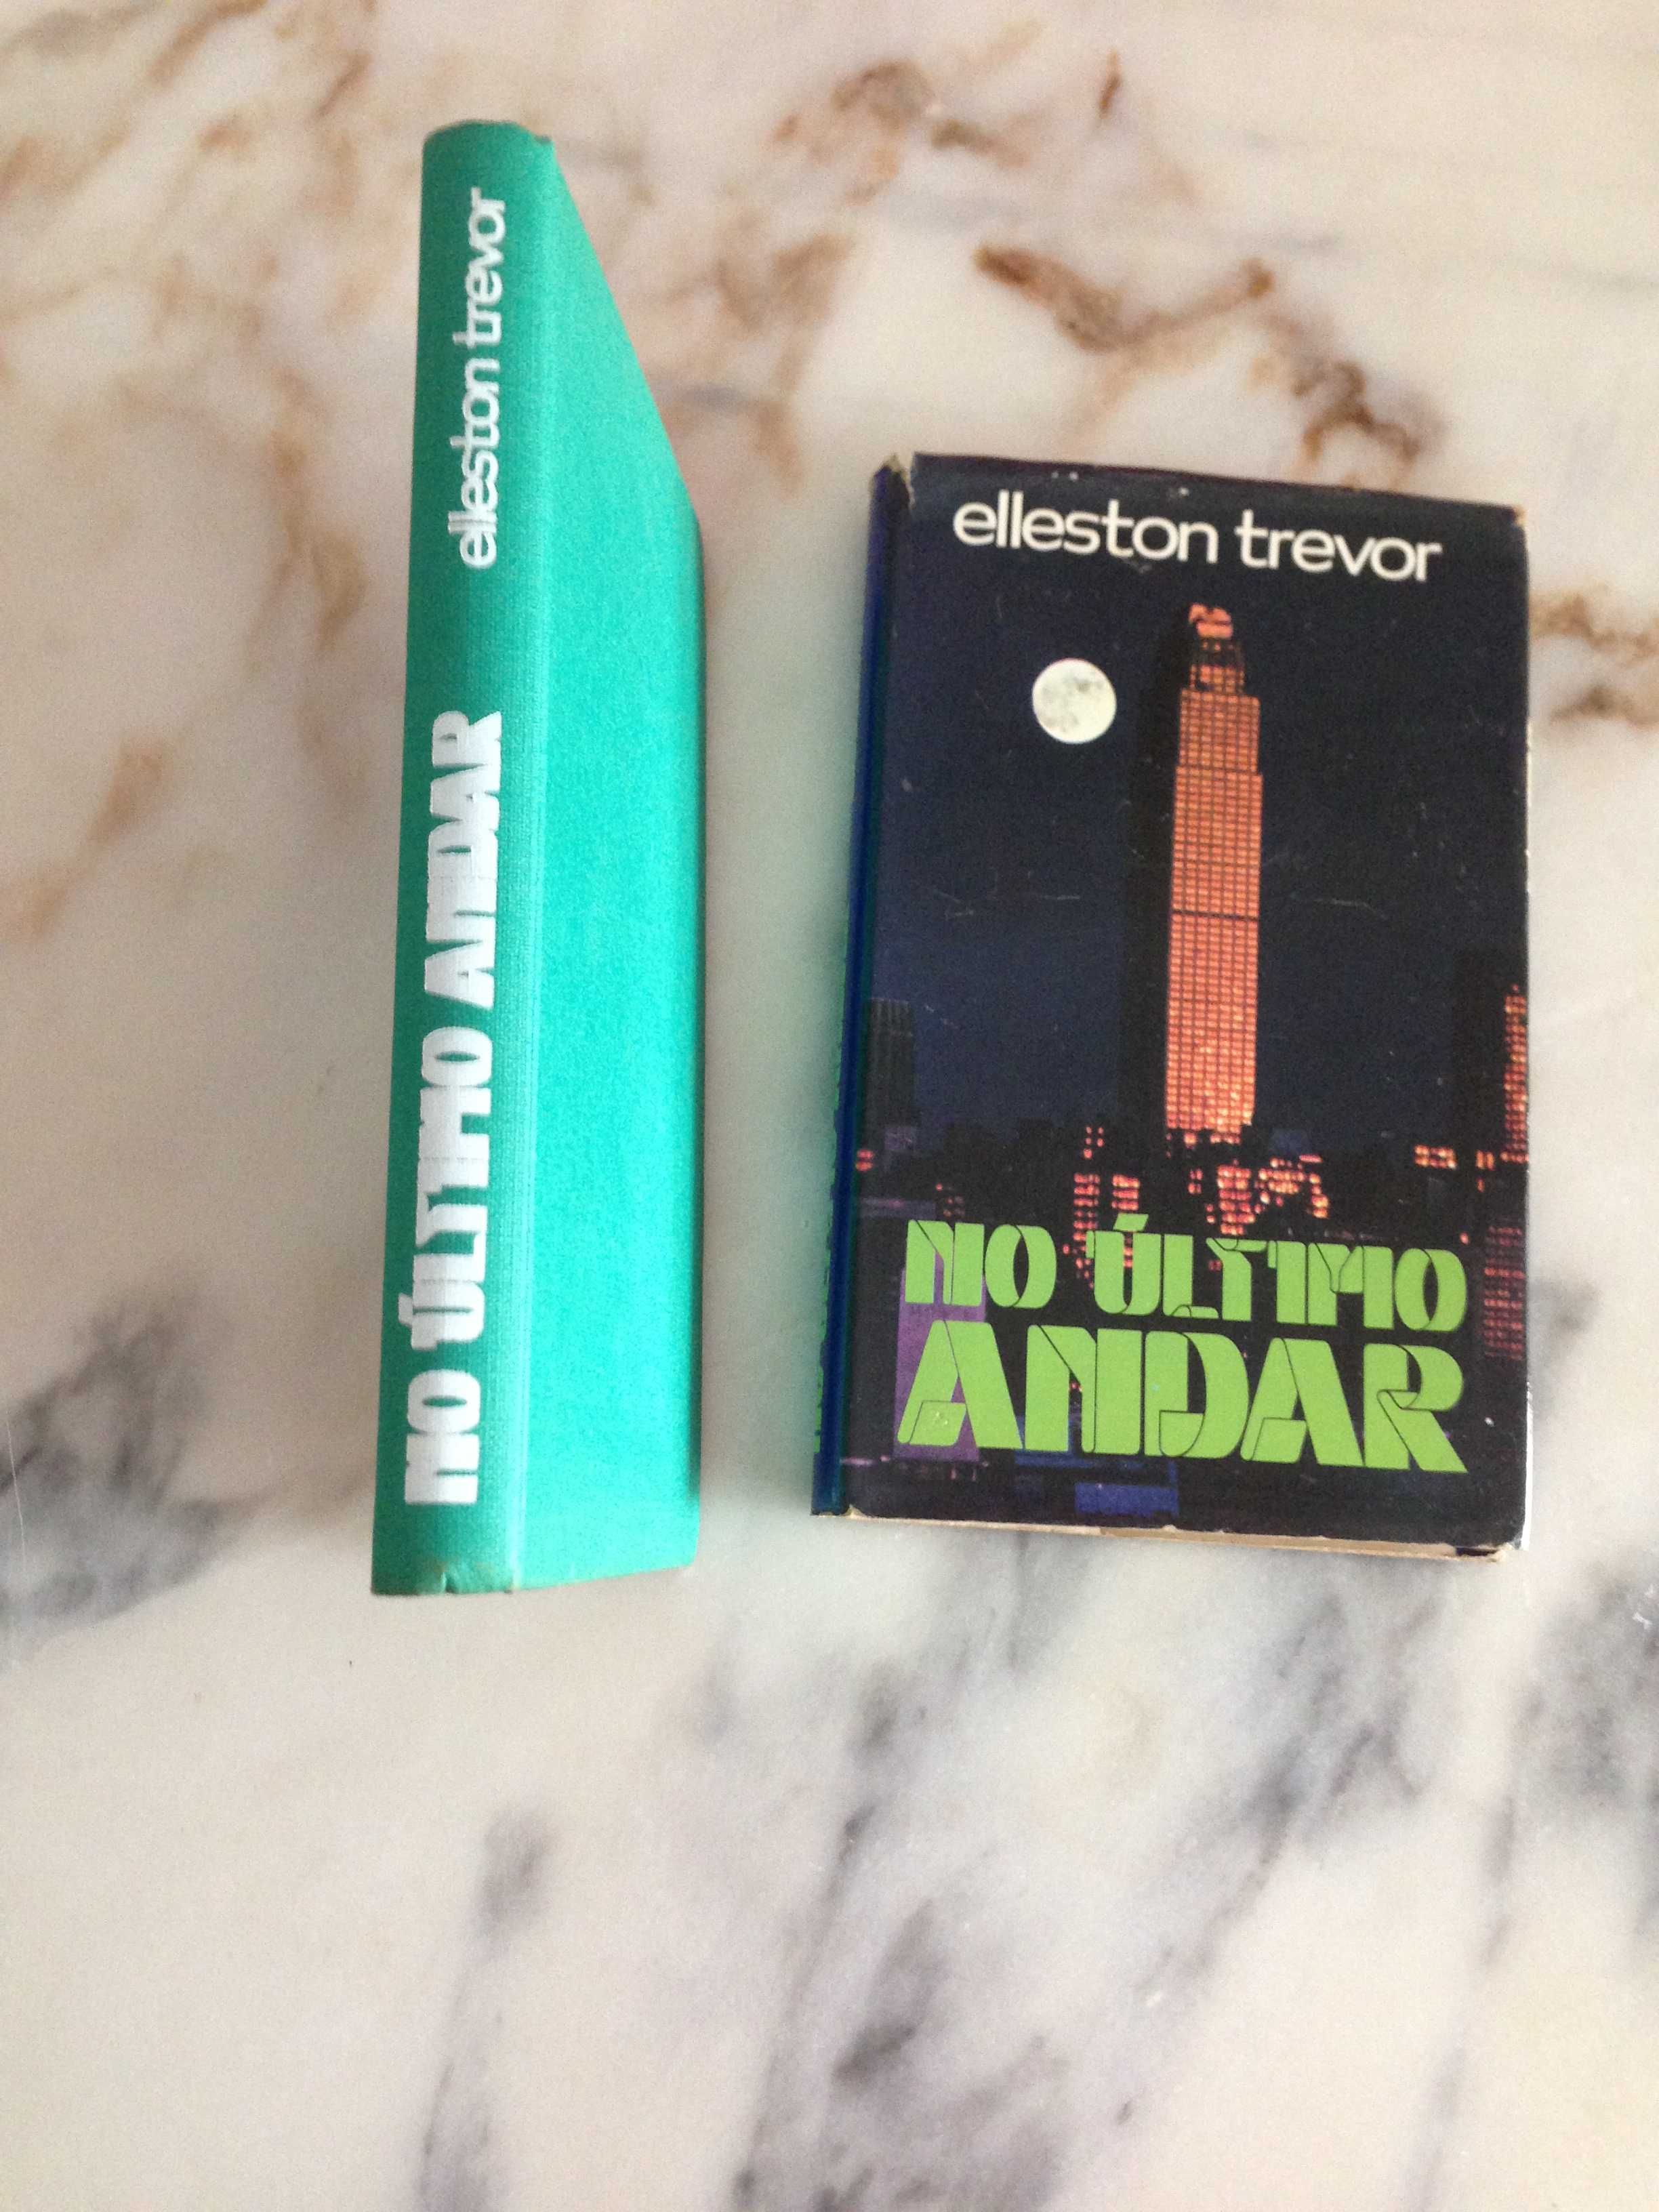 elleston trevor
NO ÚLTIMO ANDAR
elleston trevor
NO ÚLTIMO
ANDAR